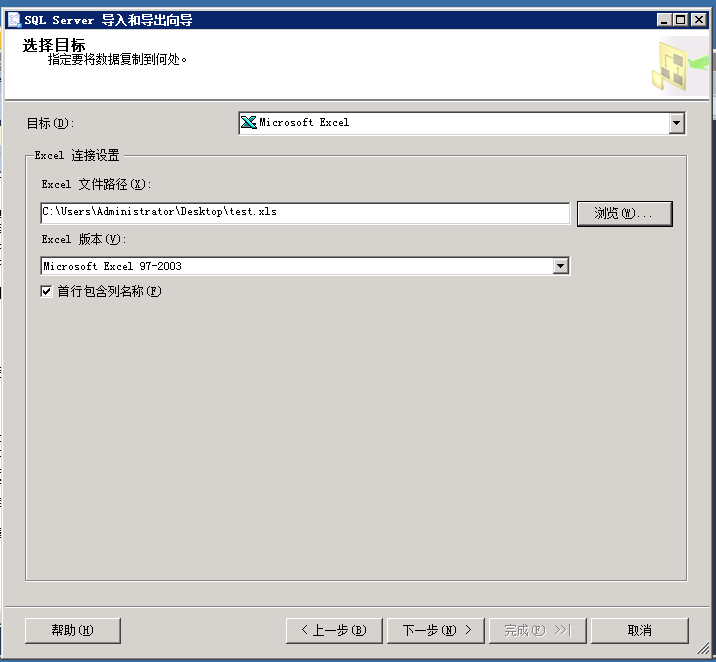 SQL Server 导入和导出向导
选择目标
指定要将数据复制到何处。
目标(D):
Microsoft Excel
Excel 连接设置
Excel 文件路径(X):
C:\Users\Administrator\Desktop\test.xls
浏览(W)...
Excel 版本(V):
Microsoft Excel 97-2003
首行包含列名称(F)
帮助(H)
< 上一步(B)
下一步(N) >
完成(F) >>|
取消